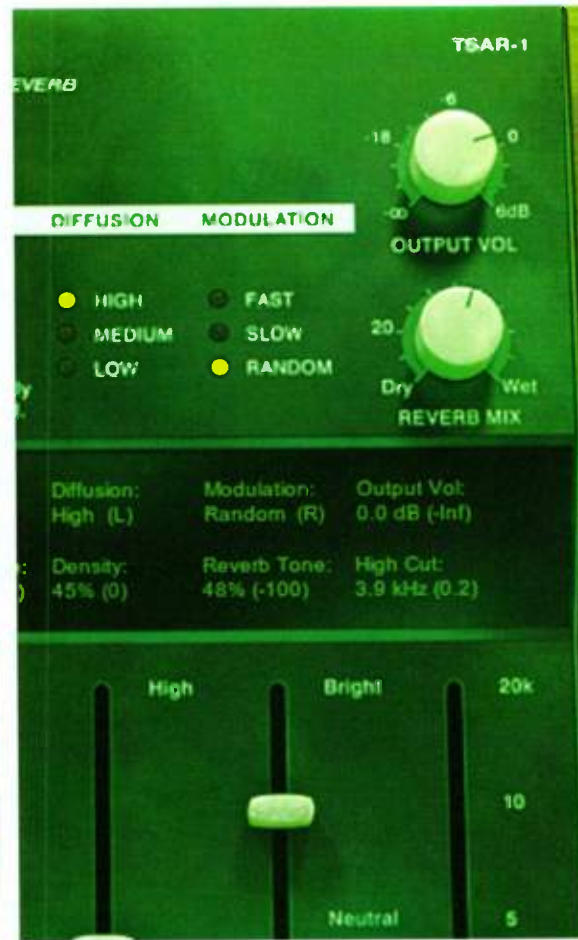 TSAR-1
EVERB
-6
-18 0
-∞ 6dB
OUTPUT VOL
DIFFUSION MODULATION
HIGH FAST
MEDIUM SLOW
LOW RANDOM
20
Dry Wet
REVERB MIX
ly
Diffusion: Modulation: Output Vol:
High (L) Random (R) 0.0 dB (-Inf)
Density: Reverb Tone: High Cut:
45% (0) 48% (-100) 3.9 kHz (0.2)
High Bright 20k
10
Neutral 5